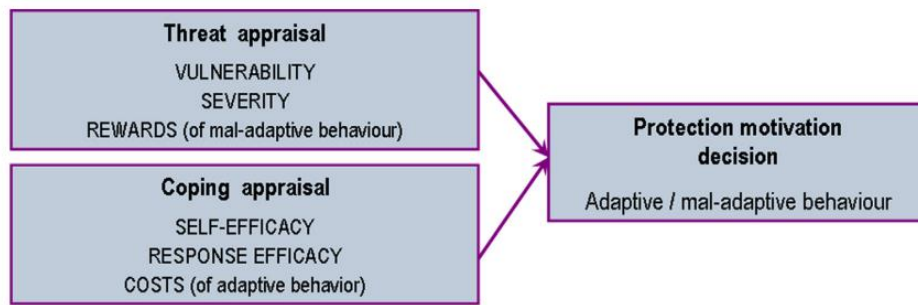 Threat appraisal
VULNERABILITY
SEVERITY
REWARDS (of mal-adaptive behaviour)
Coping appraisal
SELF-EFFICACY
RESPONSE EFFICACY
COSTS (of adaptive behavior)
Protection motivation
decision
Adaptive / mal-adaptive behaviour